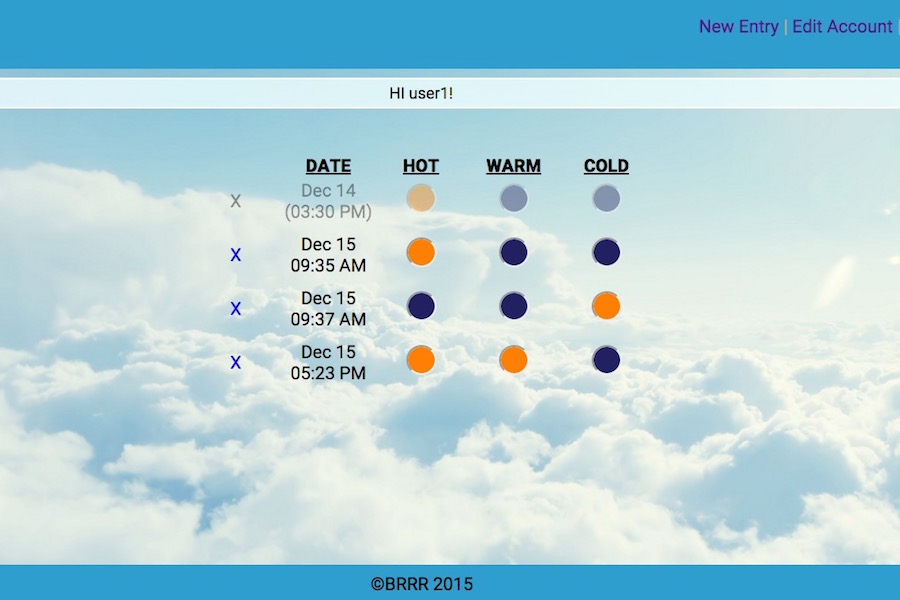 New Entry | Edit Account |
HI user1!
DATE HOT WARM COLD
X Dec 14
(03:30 PM)
X Dec 15
09:35 AM
X Dec 15
09:37 AM
X Dec 15
05:23 PM
©BRRR 2015